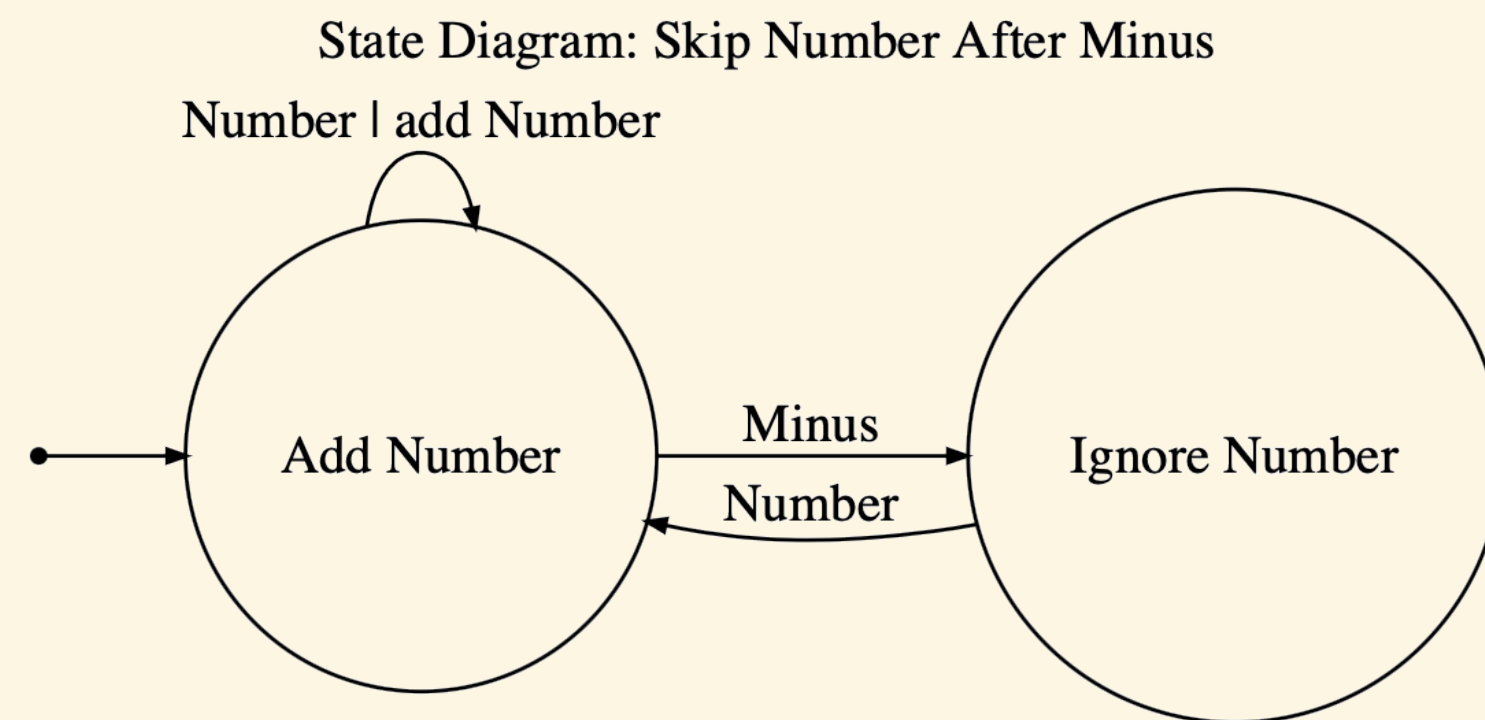 State Diagram: Skip Number After Minus
Number | add Number
Minus
Add Number
Ignore Number
Number